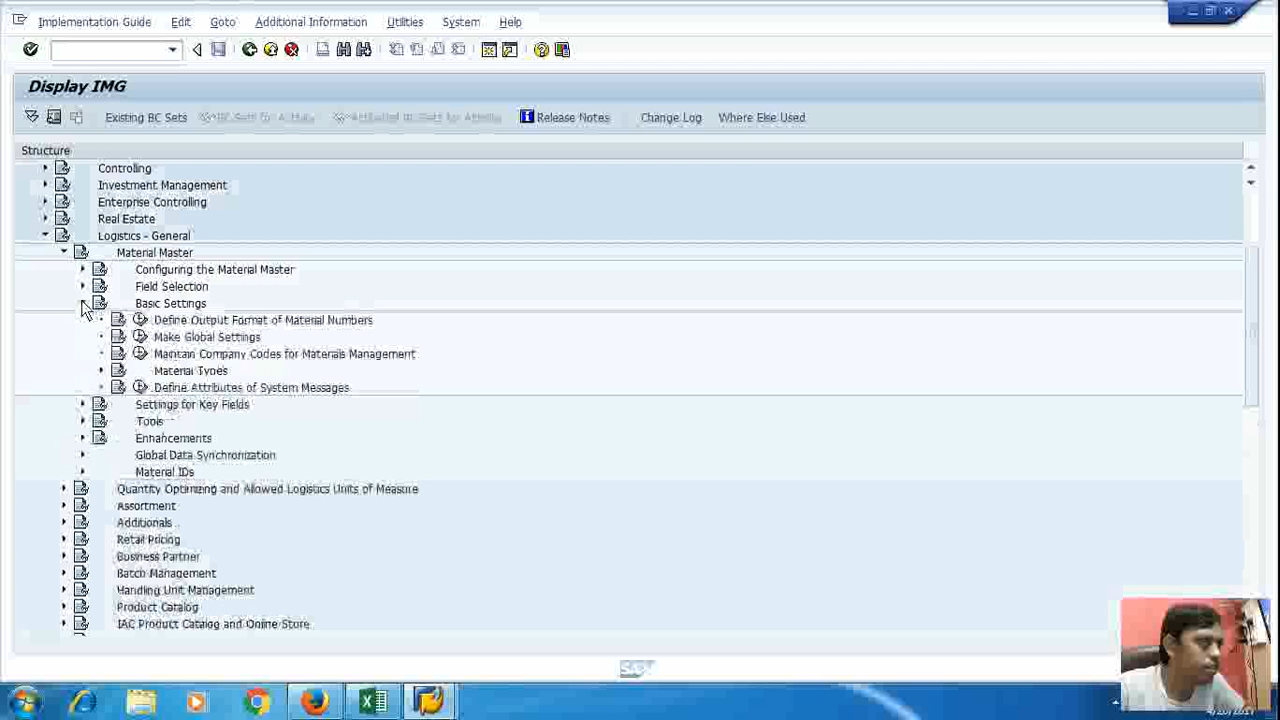 Implementation Guide Edit Goto Additional Information Utilities System Help
Display IMG
Existing BC Sets Release Notes Change Log Where Else Used
Structure
Controlling
Investment Management
Enterprise Controlling
Real Estate
Logistics - General
Material Master
Configuring the Material Master
Field Selection
Basic Settings
Define Output Format of Material Numbers
Make Global Settings
Maintain Company Codes for Materials Management
Material Types
Define Attributes of System Messages
Settings for Key Fields
Tools
Enhancements
Global Data Synchronization
Material IDs
Quantity Optimizing and Allowed Logistics Units of Measure
Assortment
Additionals
Retail Pricing
Business Partner
Batch Management
Handling Unit Management
Product Catalog
IAC Product Catalog and Online Store
SAP